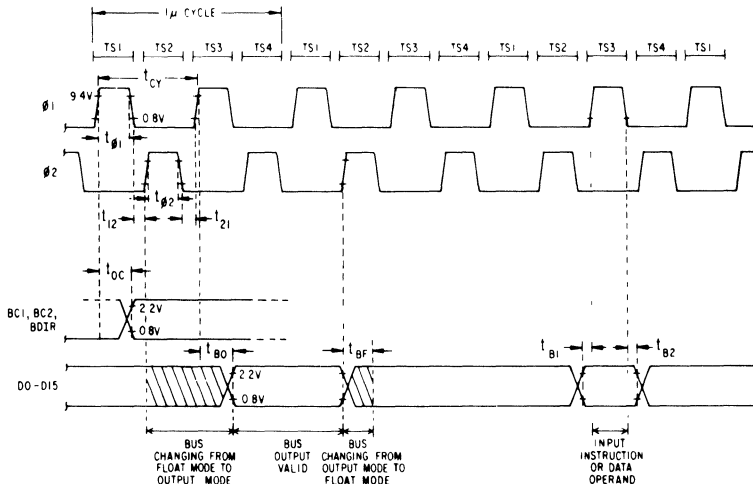 1μ CYCLE
TS1 TS2 TS3 TS4 TS1 TS2 TS3 TS4 TS1 TS2 TS3 TS4 TS1
tCY
9 4V
Ø1
0 8V
tø1
Ø2
tø2
t12 t21
tOC
BC1, BC2,
BDIR
2 2V
0 8V
tBO tBF tB1 tB2
DO-D15
2 2V
0 8V
BUS
CHANGING FROM
FLOAT MODE TO
OUTPUT MODE
BUS
OUTPUT
VALID
BUS
CHANGING FROM
OUTPUT MODE TO
FLOAT MODE
INPUT
INSTRUCTION
OR DATA
OPERAND